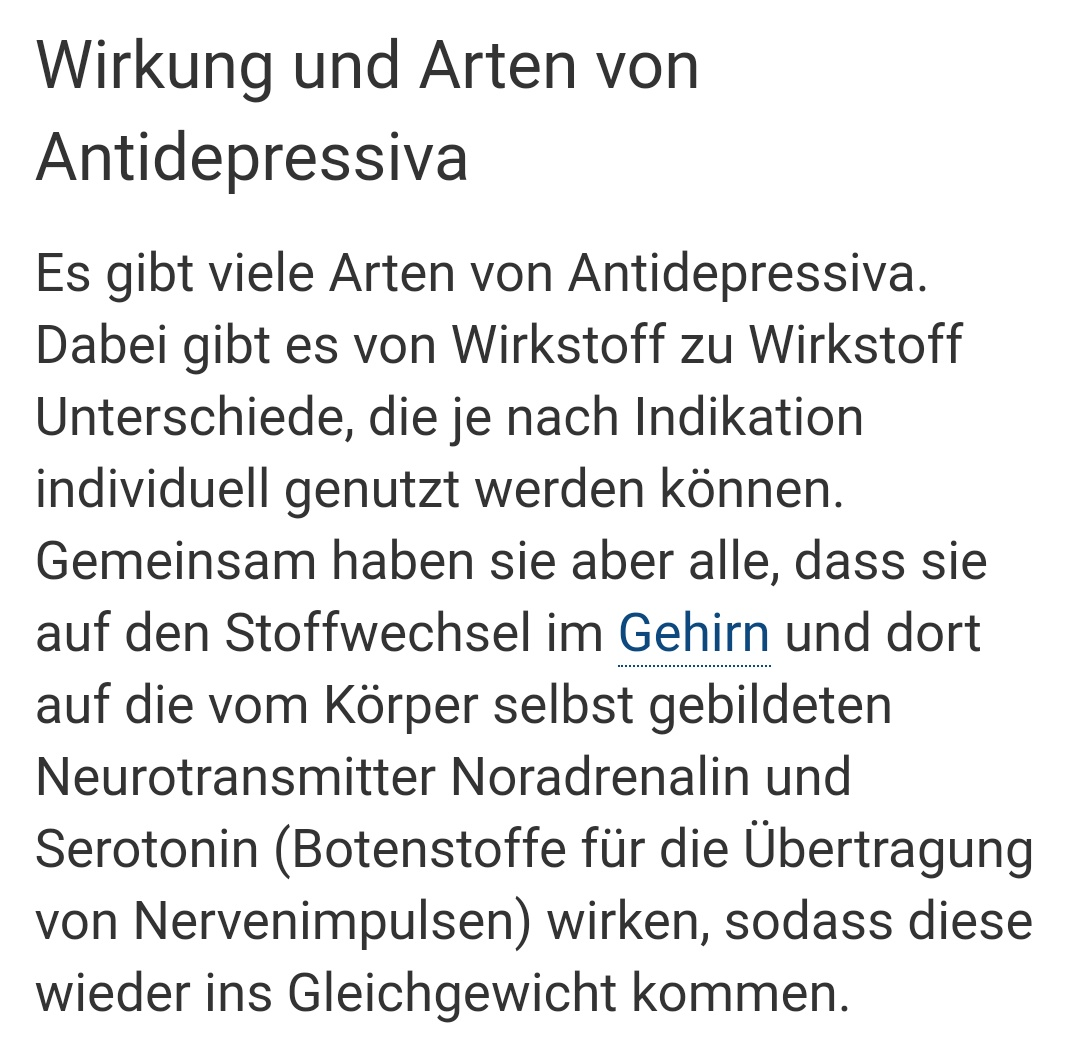 Wirkung und Arten von
Antidepressiva
Es gibt viele Arten von Antidepressiva.
Dabei gibt es von Wirkstoff zu Wirkstoff
Unterschiede, die je nach Indikation
individuell genutzt werden können.
Gemeinsam haben sie aber alle, dass sie
auf den Stoffwechsel im Gehirn und dort
auf die vom Körper selbst gebildeten
Neurotransmitter Noradrenalin und
Serotonin (Botenstoffe für die Übertragung
von Nervenimpulsen) wirken, sodass diese
wieder ins Gleichgewicht kommen.